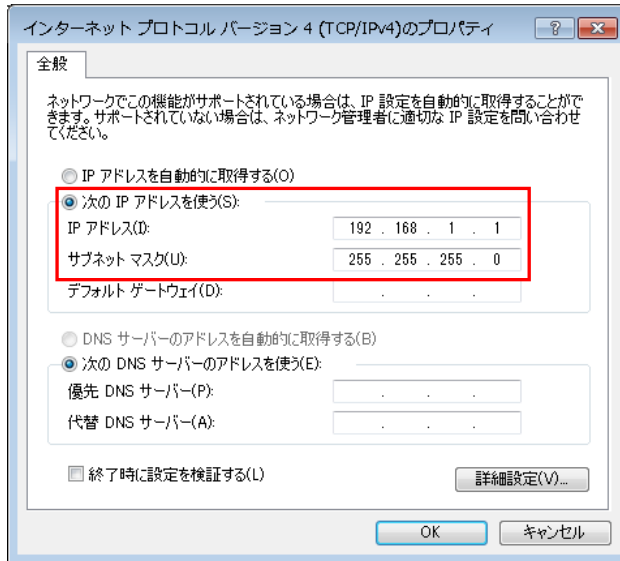 インターネット プロトコル バージョン 4 (TCP/IPv4)のプロパティ
全般
ネットワークでこの機能がサポートされている場合は、IP 設定を自動的に取得することがで
きます。サポートされていない場合は、ネットワーク管理者に適切な IP 設定を問い合わせ
てください。
IP アドレスを自動的に取得する(O)
次の IP アドレスを使う(S):
IP アドレス(I): 192 . 168 . 1 . 1
サブネット マスク(U): 255 . 255 . 255 . 0
デフォルト ゲートウェイ(D): . . .
DNS サーバーのアドレスを自動的に取得する(B)
次の DNS サーバーのアドレスを使う(E):
優先 DNS サーバー(P): . . .
代替 DNS サーバー(A): . . .
終了時に設定を検証する(L)
詳細設定(V)...
OK キャンセル